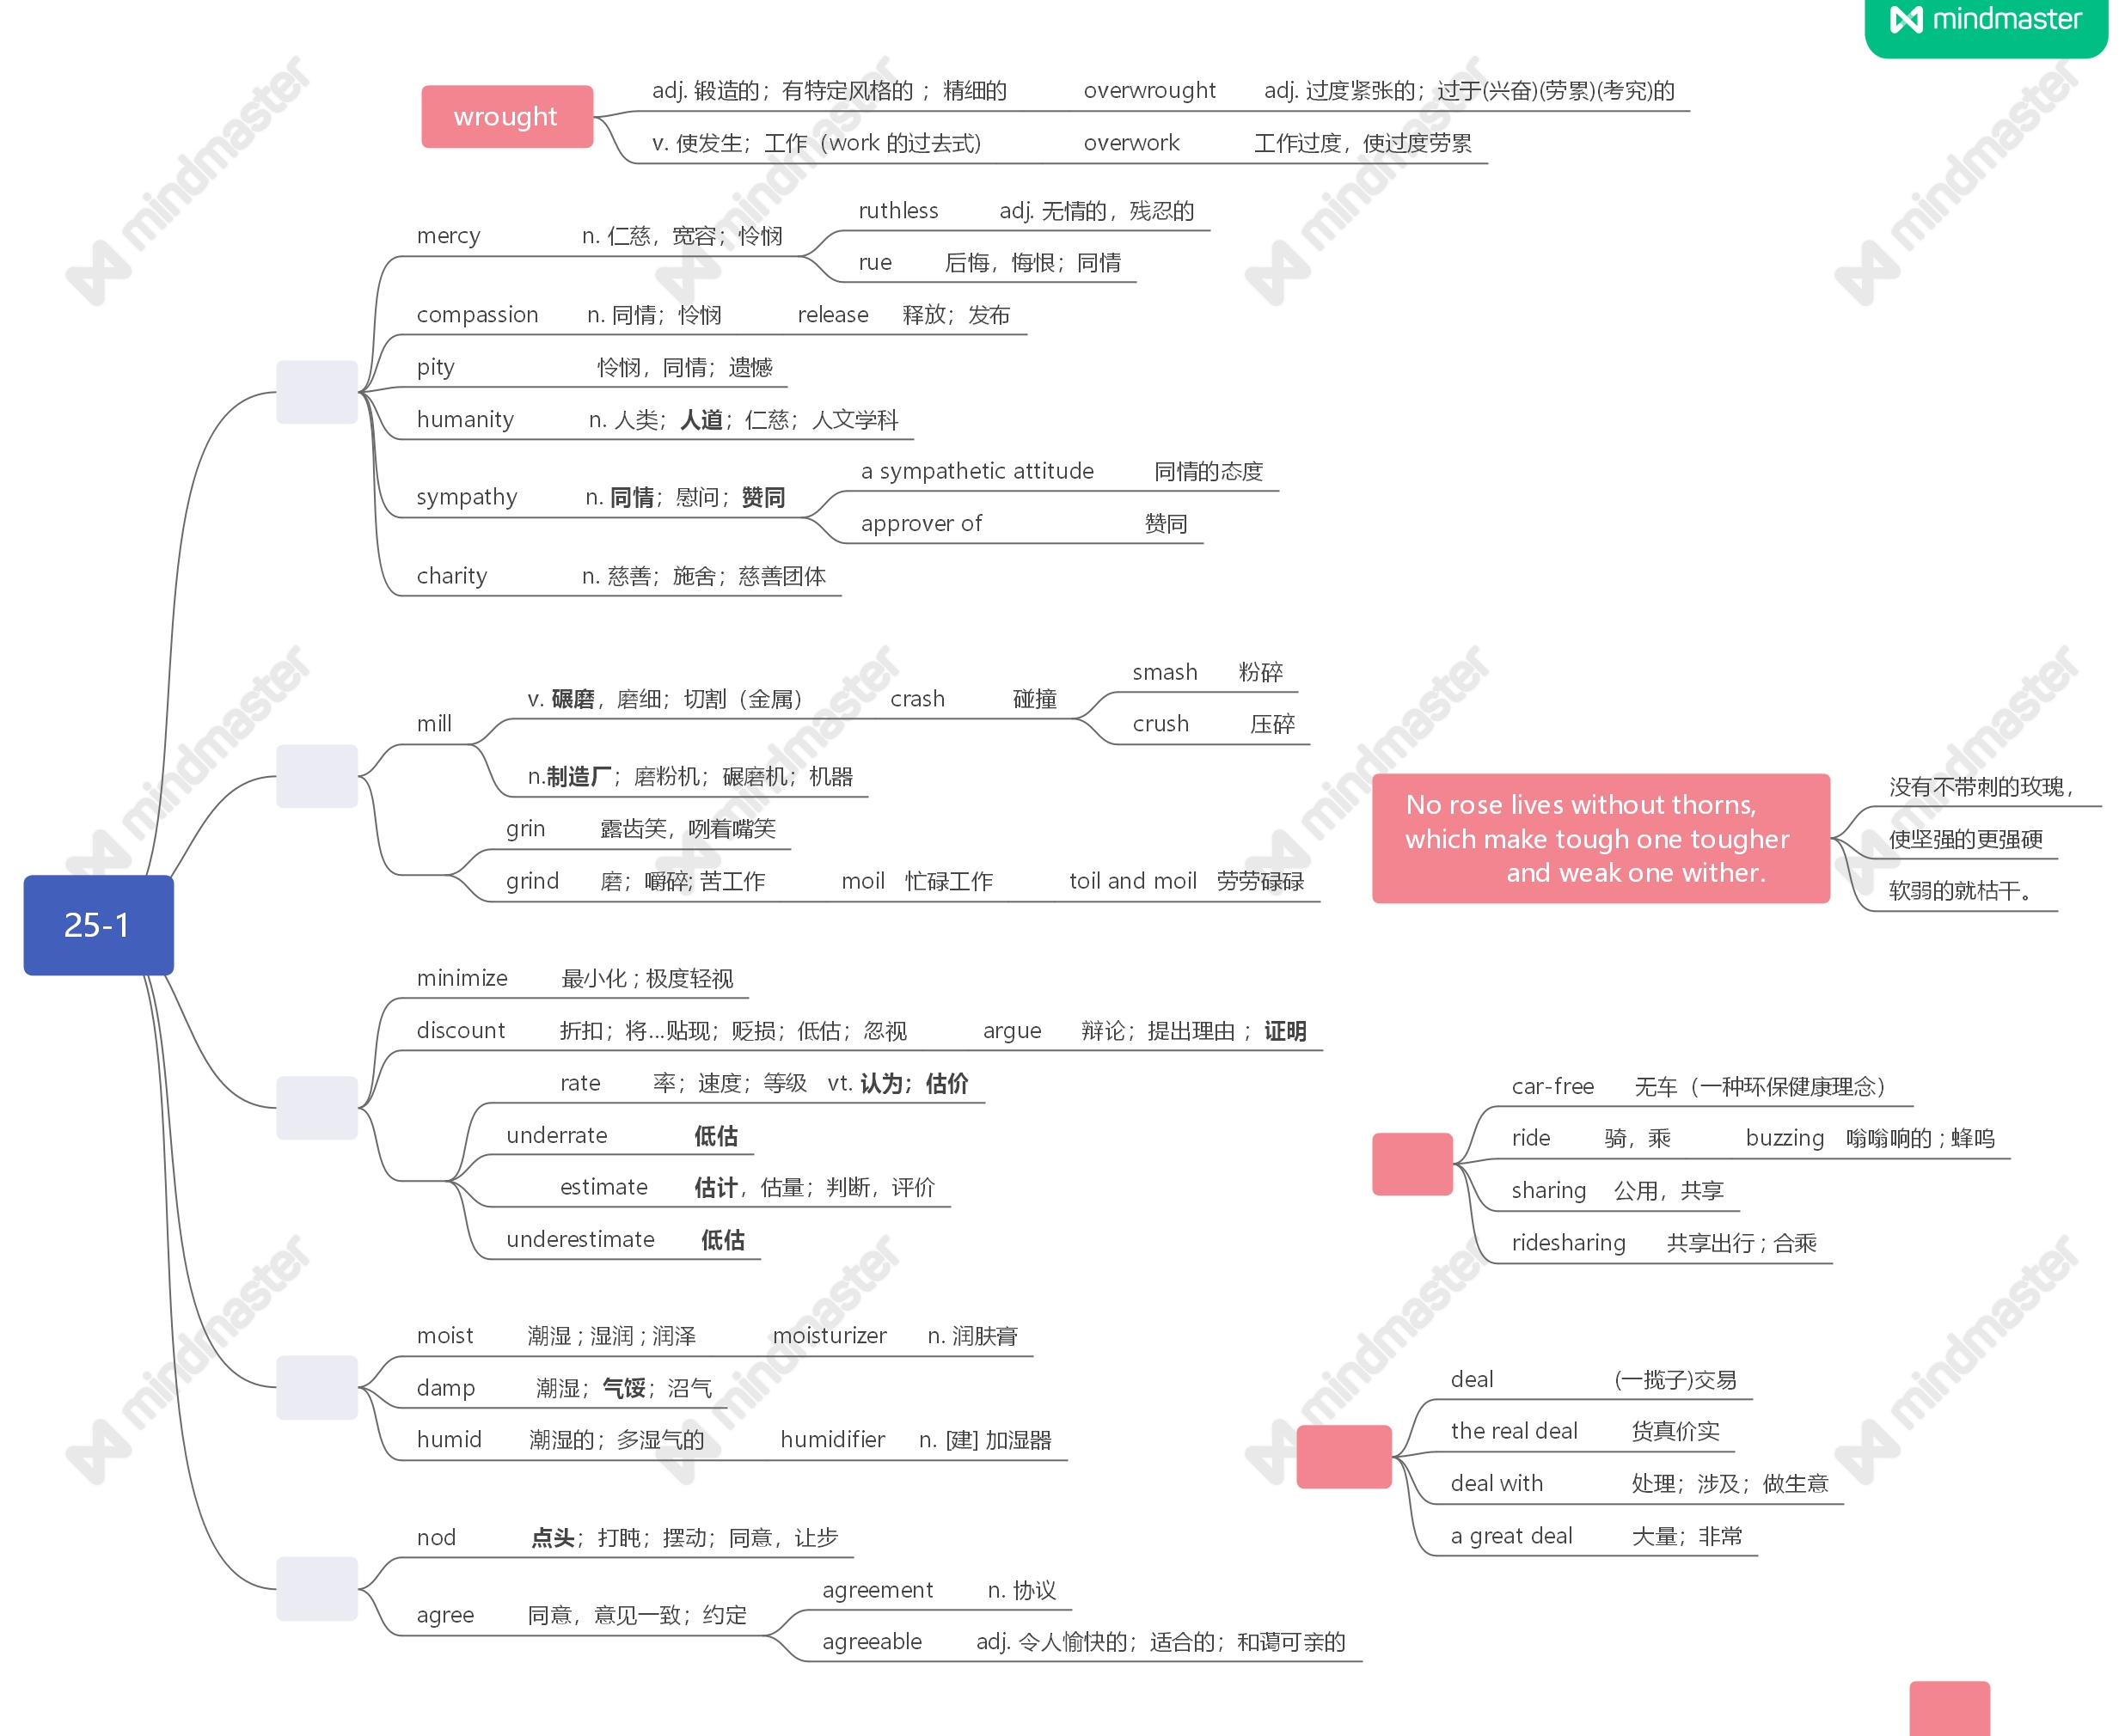 mindmaster
wrought
adj. 锻造的；有特定风格的 ；精细的 overwrought adj. 过度紧张的；过于(兴奋)(劳累)(考究)的
v. 使发生；工作（work 的过去式) overwork 工作过度，使过度劳累
mercy n. 仁慈，宽容；怜悯
ruthless adj. 无情的，残忍的
rue 后悔，悔恨；同情
compassion n. 同情；怜悯 release 释放；发布
pity 怜悯，同情；遗憾
humanity n. 人类；人道；仁慈；人文学科
sympathy n. 同情；慰问；赞同
a sympathetic attitude 同情的态度
approver of 赞同
charity n. 慈善；施舍；慈善团体
25-1
mill
v. 碾磨，磨细；切割（金属） crash 碰撞
smash 粉碎
crush 压碎
n.制造厂；磨粉机；碾磨机；机器
grin 露齿笑，咧着嘴笑
grind 磨；嚼碎; 苦工作 moil 忙碌工作 toil and moil 劳劳碌碌
minimize 最小化 ; 极度轻视
discount 折扣；将...贴现；贬损；低估；忽视 argue 辩论；提出理由 ；证明
rate 率；速度；等级 vt. 认为；估价
underrate 低估
estimate 估计，估量；判断，评价
underestimate 低估
moist 潮湿 ; 湿润 ; 润泽 moisturizer n. 润肤膏
damp 潮湿；气馁；沼气
humid 潮湿的；多湿气的 humidifier n. [建] 加湿器
nod 点头；打盹；摆动；同意，让步
agree 同意，意见一致；约定
agreement n. 协议
agreeable adj. 令人愉快的；适合的；和蔼可亲的
No rose lives without thorns,
which make tough one tougher
and weak one wither.
没有不带刺的玫瑰，
使坚强的更强硬
软弱的就枯干。
car-free 无车（一种环保健康理念）
ride 骑，乘 buzzing 嗡嗡响的 ; 蜂鸣
sharing 公用，共享
ridesharing 共享出行 ; 合乘
deal (一揽子)交易
the real deal 货真价实
deal with 处理；涉及；做生意
a great deal 大量；非常